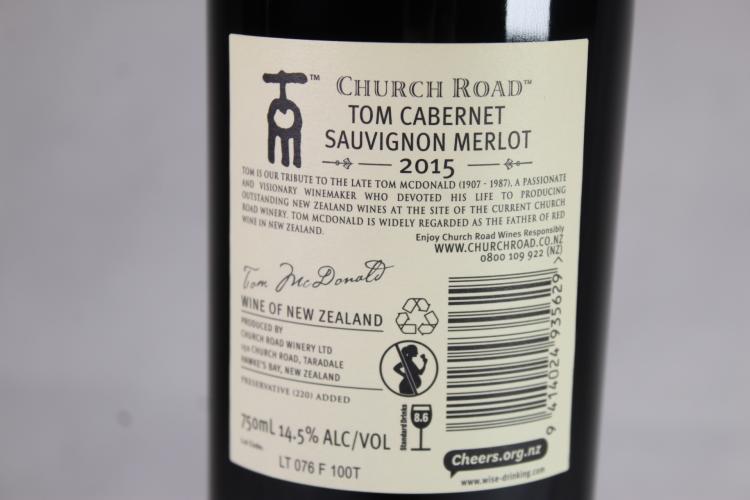 TOM ™
CHURCH ROAD™
TOM CABERNET
SAUVIGNON MERLOT
2015
TOM IS OUR TRIBUTE TO THE LATE TOM MCDONALD (1907 - 1987), A PASSIONATE
AND VISIONARY WINEMAKER WHO DEVOTED HIS LIFE TO PRODUCING
OUTSTANDING NEW ZEALAND WINES AT THE SITE OF THE CURRENT CHURCH
ROAD WINERY. TOM MCDONALD IS WIDELY REGARDED AS THE FATHER OF RED
WINE IN NEW ZEALAND.
Enjoy Church Road Wines Responsibly
WWW.CHURCHROAD.CO.NZ
0800 109 922 (NZ)
Tom McDonald
WINE OF NEW ZEALAND
PRODUCED BY
CHURCH ROAD WINERY LTD
150 CHURCH ROAD, TARADALE
HAWKE'S BAY, NEW ZEALAND
PRESERVATIVE (220) ADDED
750mL 14.5% ALC/VOL
Lot Code:
LT 076 F 100T
Standard Drinks
8.6
9 414024 935629 >
Cheers.org.nz
www.wise-drinking.com